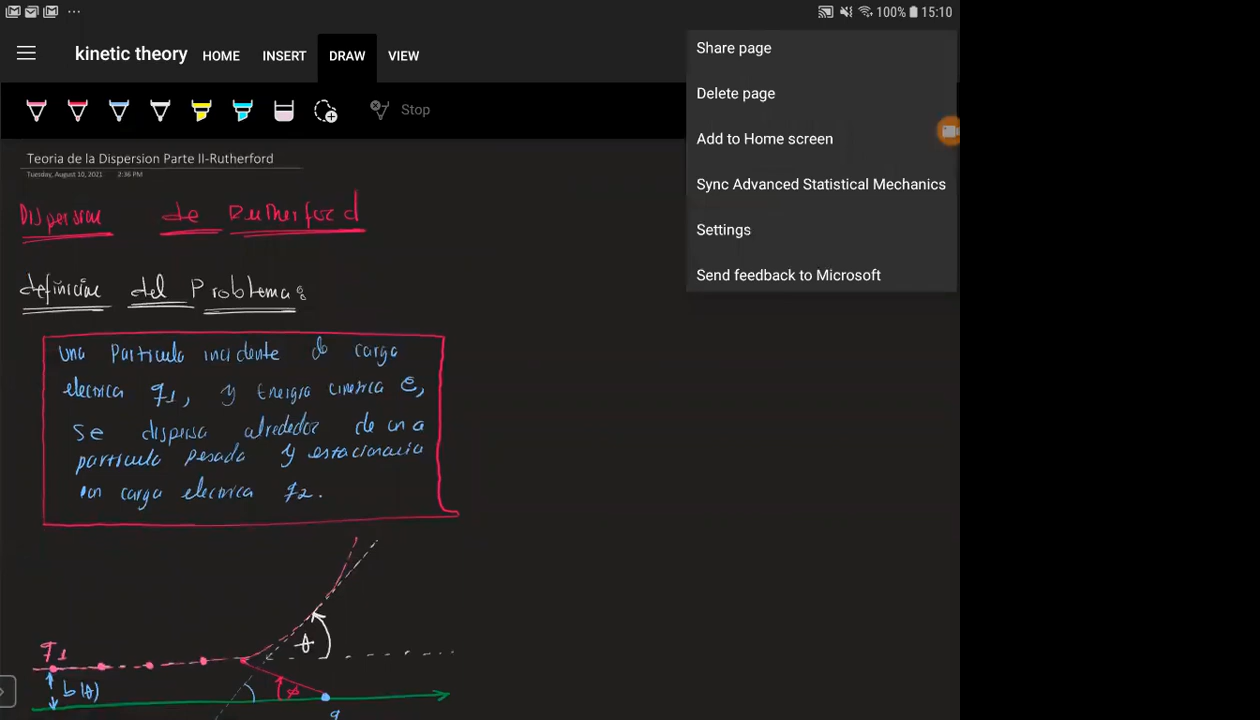 100% 15:10
kinetic theory HOME INSERT DRAW VIEW
Share page
Delete page
Add to Home screen
Sync Advanced Statistical Mechanics
Settings
Send feedback to Microsoft
Stop
Teoria de la Dispersion Parte II-Rutherford
Tuesday, August 10, 2021 2:36 PM
Dispersion de Rutherford
definicion del Problema:
una Particula incidente de carga
electrica q1, y Energia cinetica E,
se dispersa alrededor de una
particula pesada y estacionaria
con carga electrica q2.
θ
q1
b(θ)
φ
q